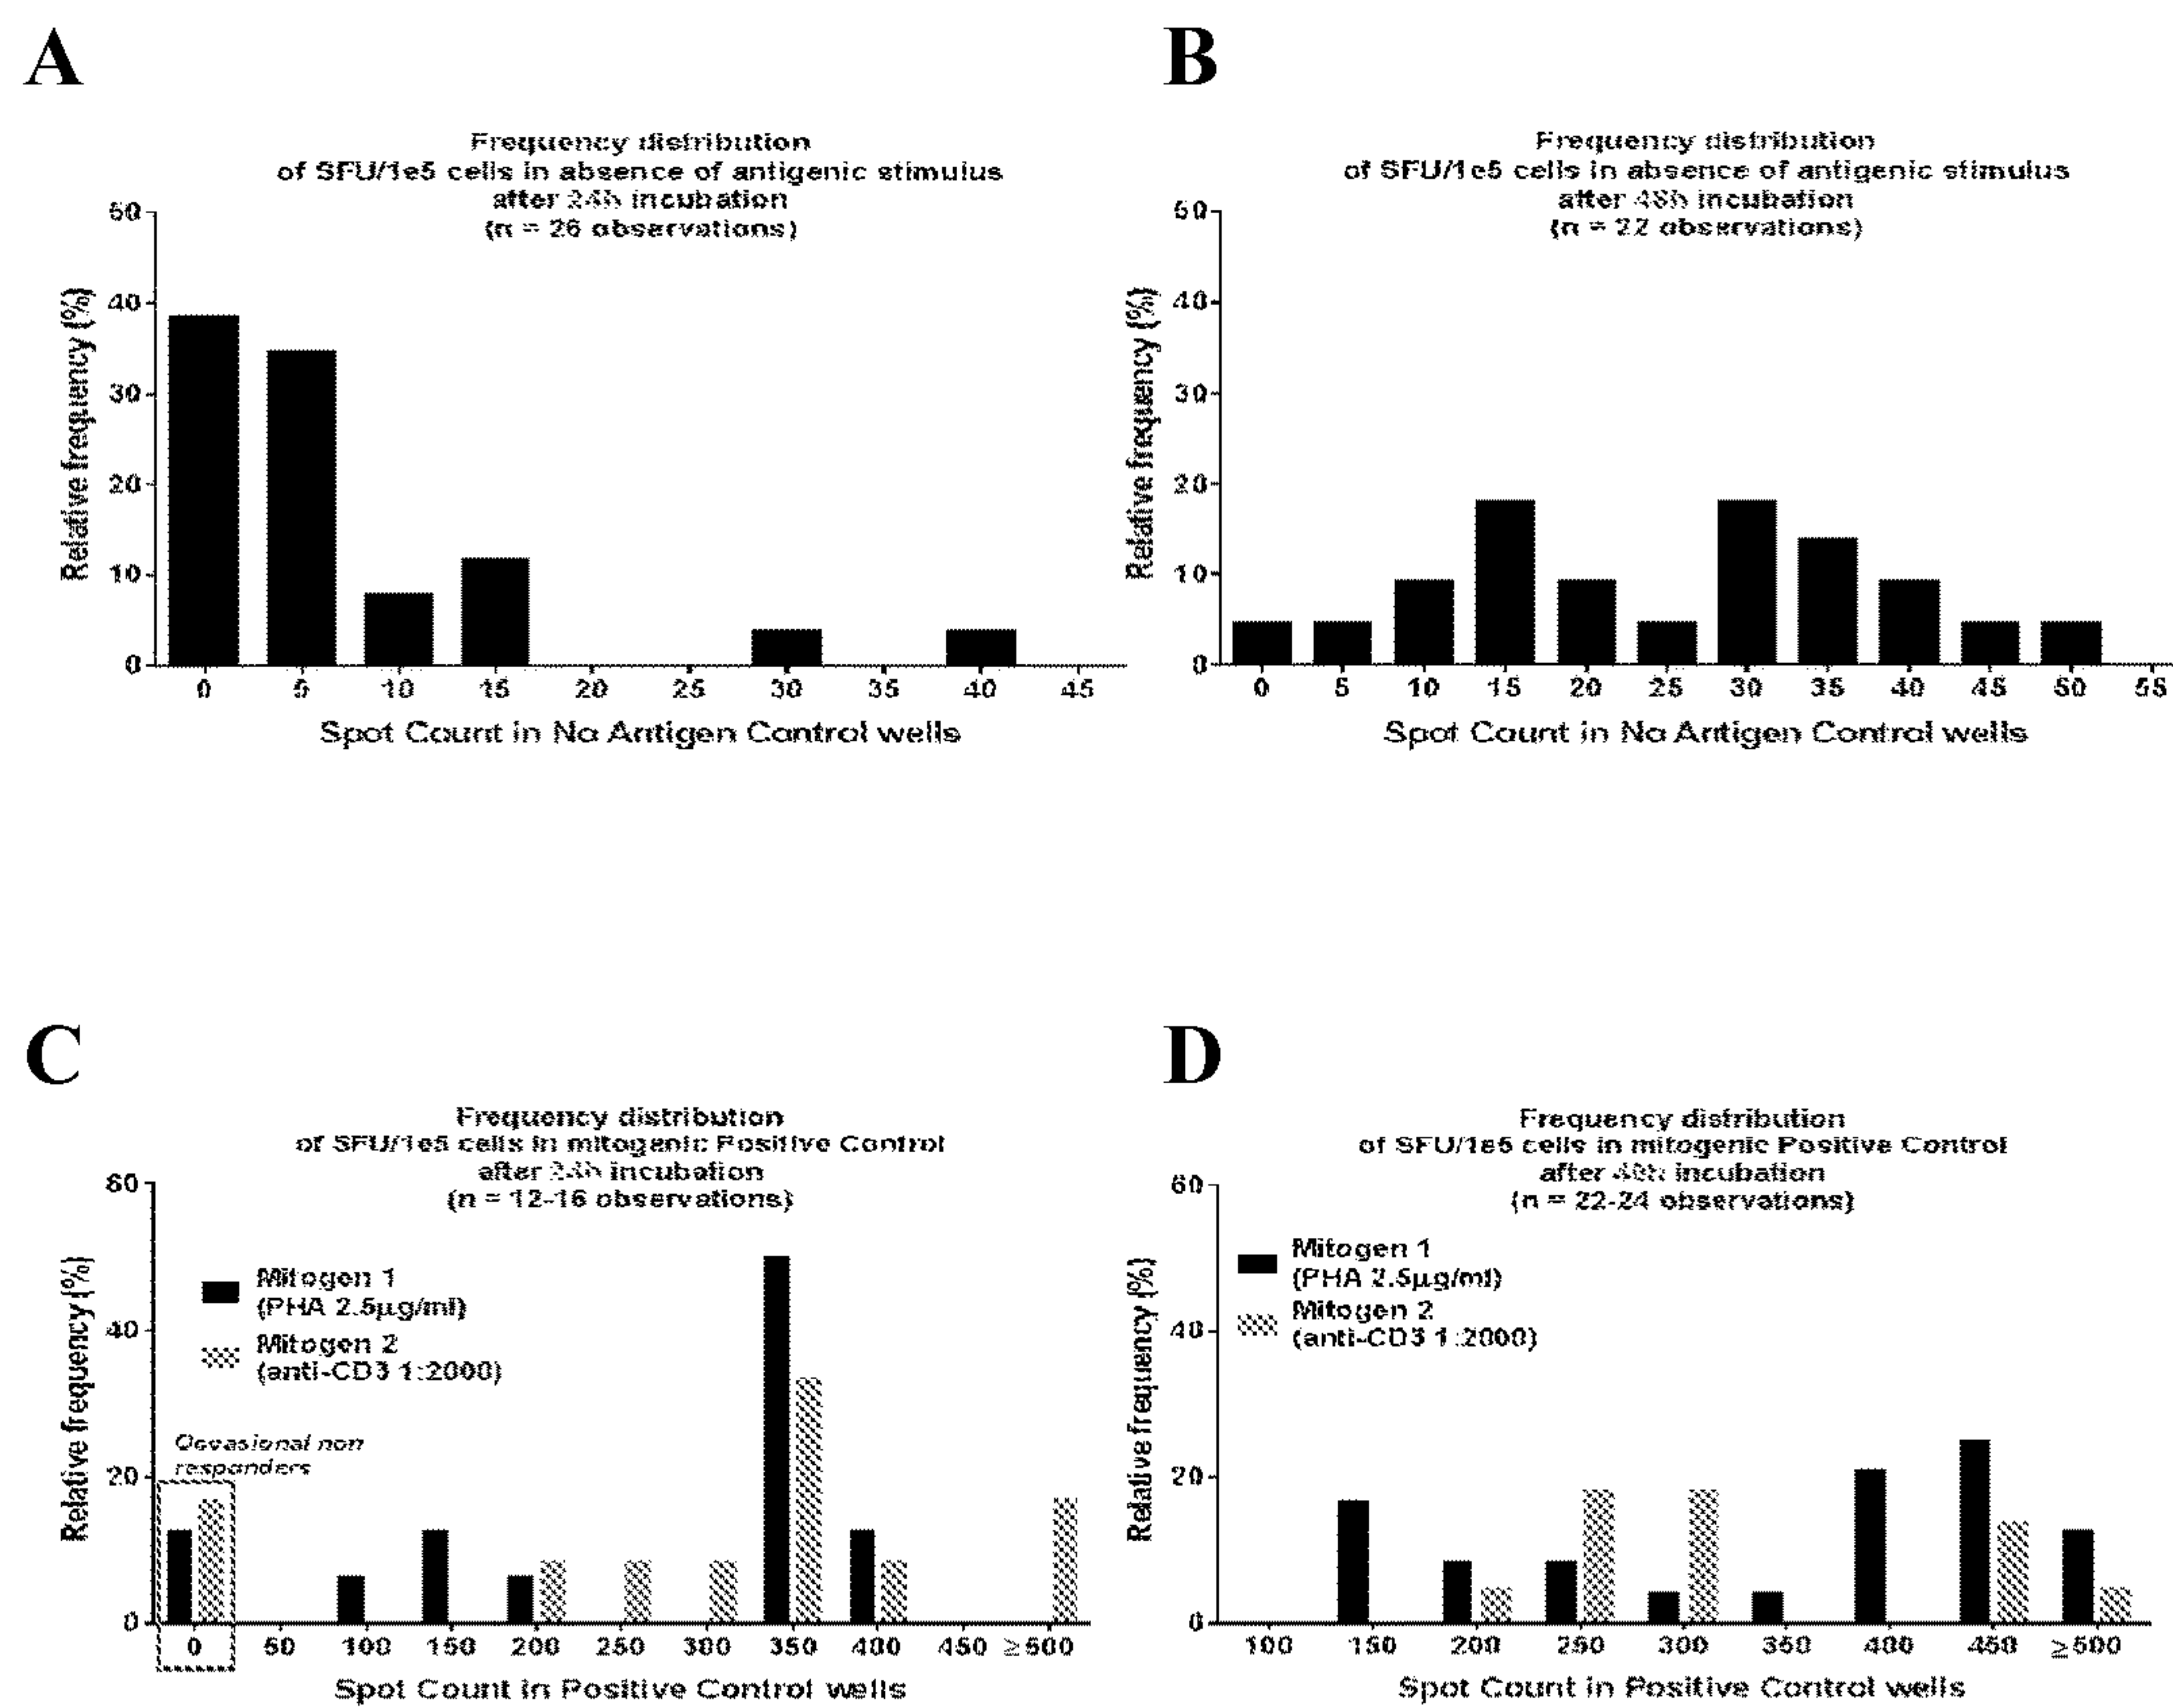 A
Frequency distribution
of SFU/1e5 cells in absence of antigenic stimulus
after 24h incubation
(n = 26 observations)
Relative frequency (%)
50
40
30
20
10
0
0 5 10 15 20 25 30 35 40 45
Spot Count in No Antigen Control wells
B
Frequency distribution
of SFU/1e5 cells in absence of antigenic stimulus
after 48h incubation
(n = 22 observations)
Relative frequency (%)
50
40
30
20
10
0
0 5 10 15 20 25 30 35 40 45 50 55
Spot Count in No Antigen Control wells
C
Frequency distribution
of SFU/1e5 cells in mitogenic Positive Control
after 24h incubation
(n = 12-16 observations)
Relative frequency (%)
60
40
20
0
Mitogen 1
(PHA 2.5µg/ml)
Mitogen 2
(anti-CD3 1:2000)
Occasional non
responders
0 50 100 150 200 250 300 350 400 450 ≥500
Spot Count in Positive Control wells
D
Frequency distribution
of SFU/1e5 cells in mitogenic Positive Control
after 48h incubation
(n = 22-24 observations)
Relative frequency (%)
60
40
20
0
Mitogen 1
(PHA 2.5µg/ml)
Mitogen 2
(anti-CD3 1:2000)
100 150 200 250 300 350 400 450 ≥500
Spot Count in Positive Control wells